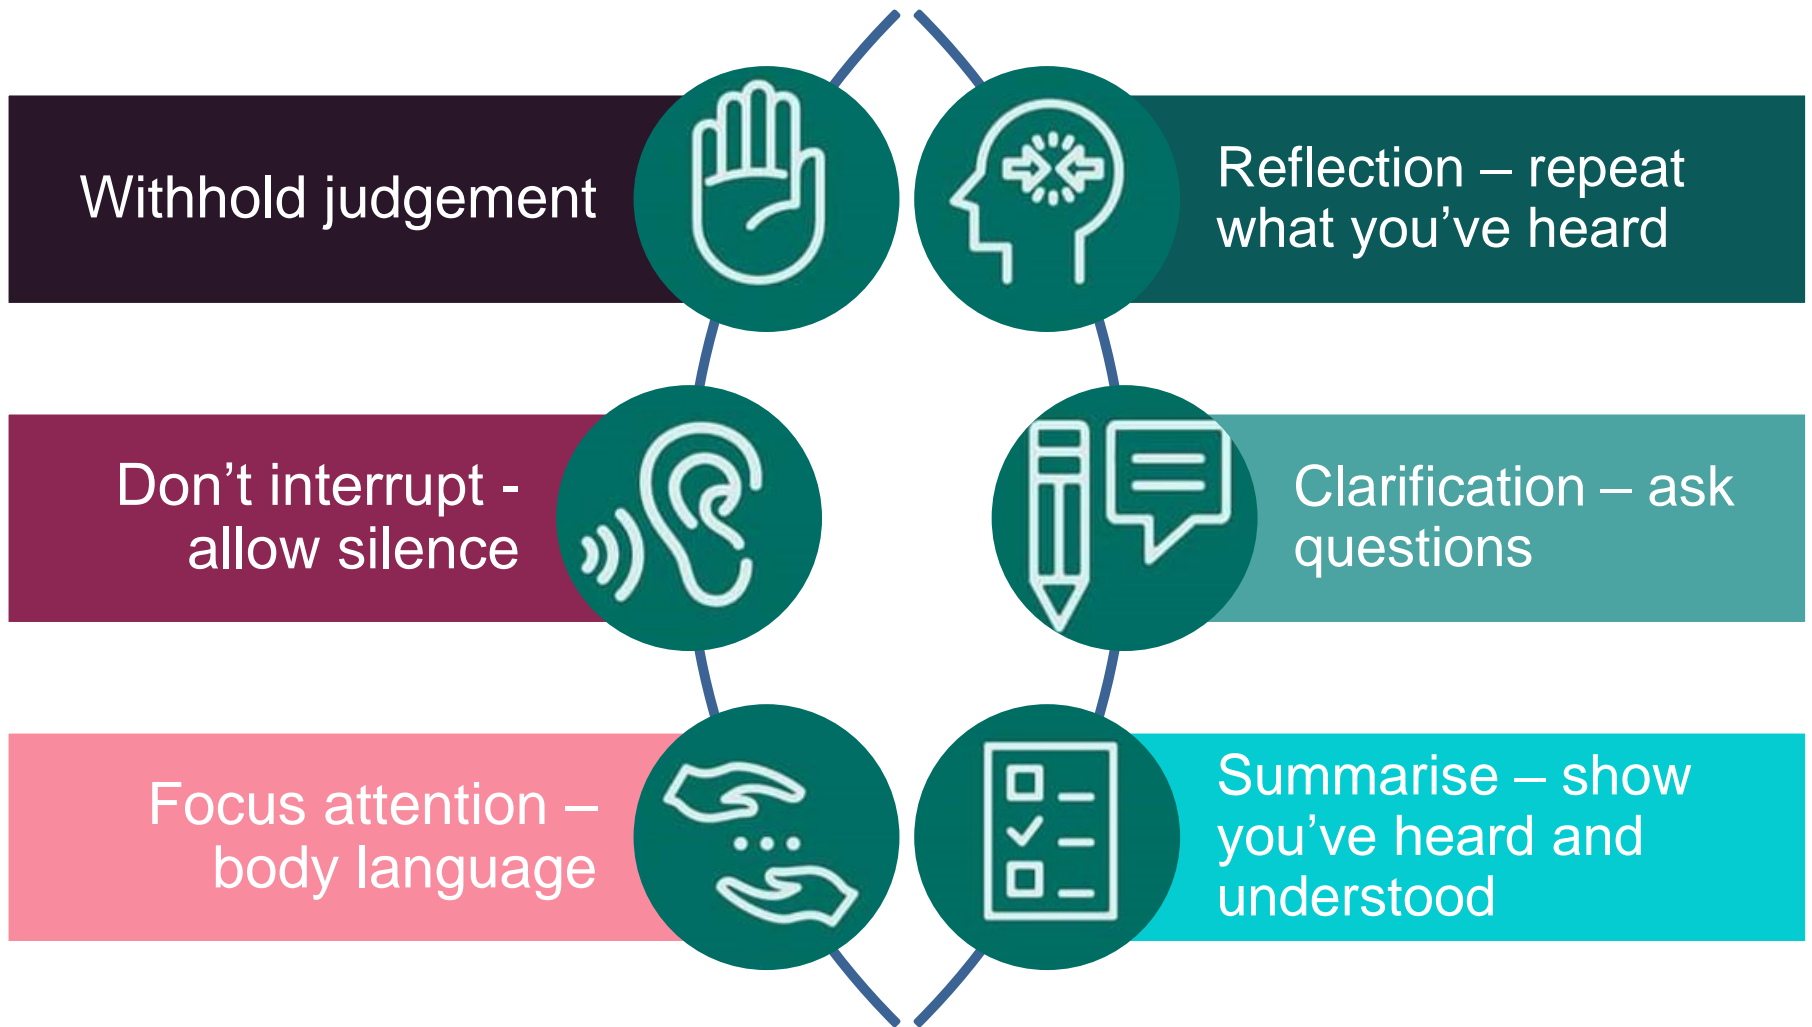 Withhold judgement
Don’t interrupt -
allow silence
Focus attention –
body language
Reflection – repeat
what you’ve heard
Clarification – ask
questions
Summarise – show
you’ve heard and
understood